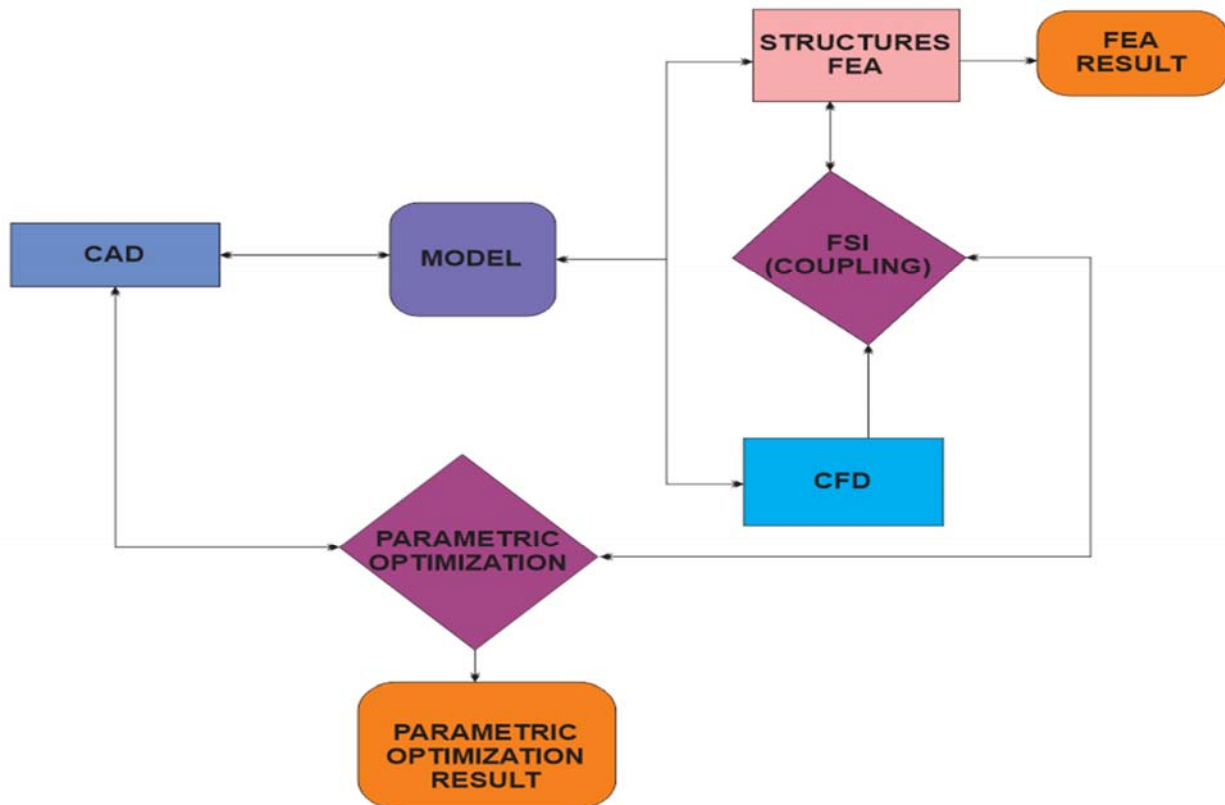 STRUCTURES
FEA
FEA
RESULT
CAD
MODEL
FSI
(COUPLING)
CFD
PARAMETRIC
OPTIMIZATION
PARAMETRIC
OPTIMIZATION
RESULT